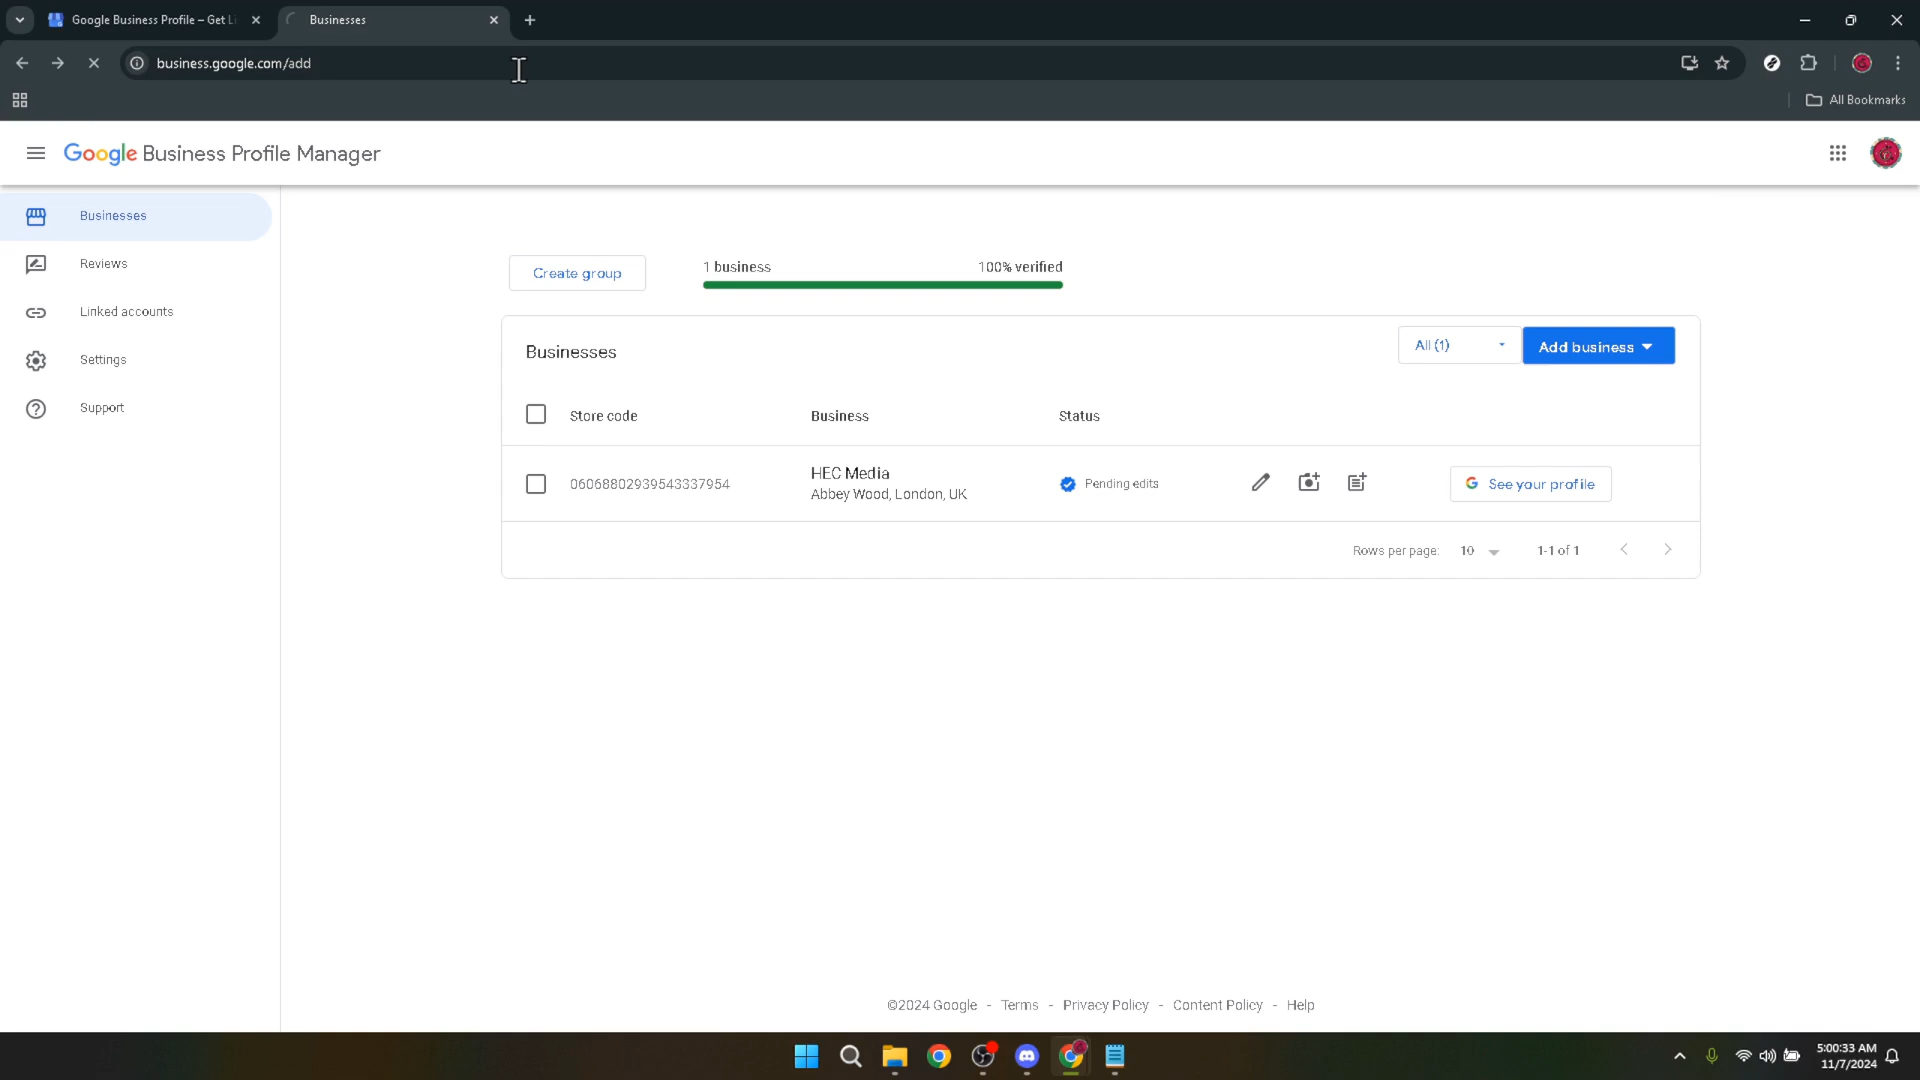 Google Business Profile – Get Li
Businesses
business.google.com/add
All Bookmarks
Google Business Profile Manager
Businesses
Reviews
Linked accounts
Settings
Support
Create group
1 business
100% verified
Businesses
All (1)
Add business
Store code
Business
Status
06068802939543337954
HEC Media
Abbey Wood, London, UK
Pending edits
See your profile
Rows per page:
10
1-1 of 1
©2024 Google - Terms - Privacy Policy - Content Policy - Help
5:00:33 AM
11/7/2024